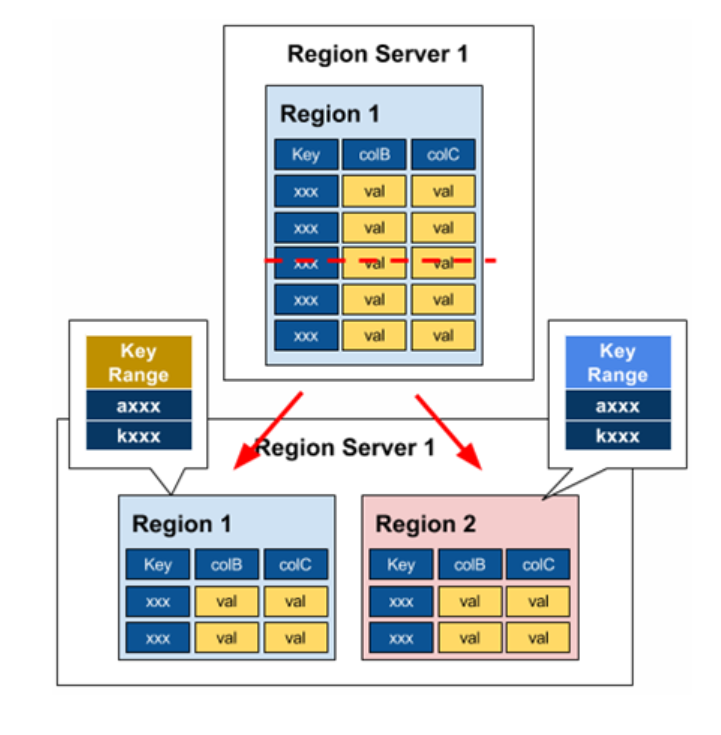 Region Server 1
Region 1
Key colB colC
xxx val val
xxx val val
xxx val val
xxx val val
xxx val val
Key
Range
axxx
kxxx
Key
Range
axxx
kxxx
Region Server 1
Region 1
Key colB colC
xxx val val
xxx val val
Region 2
Key colB colC
xxx val val
xxx val val